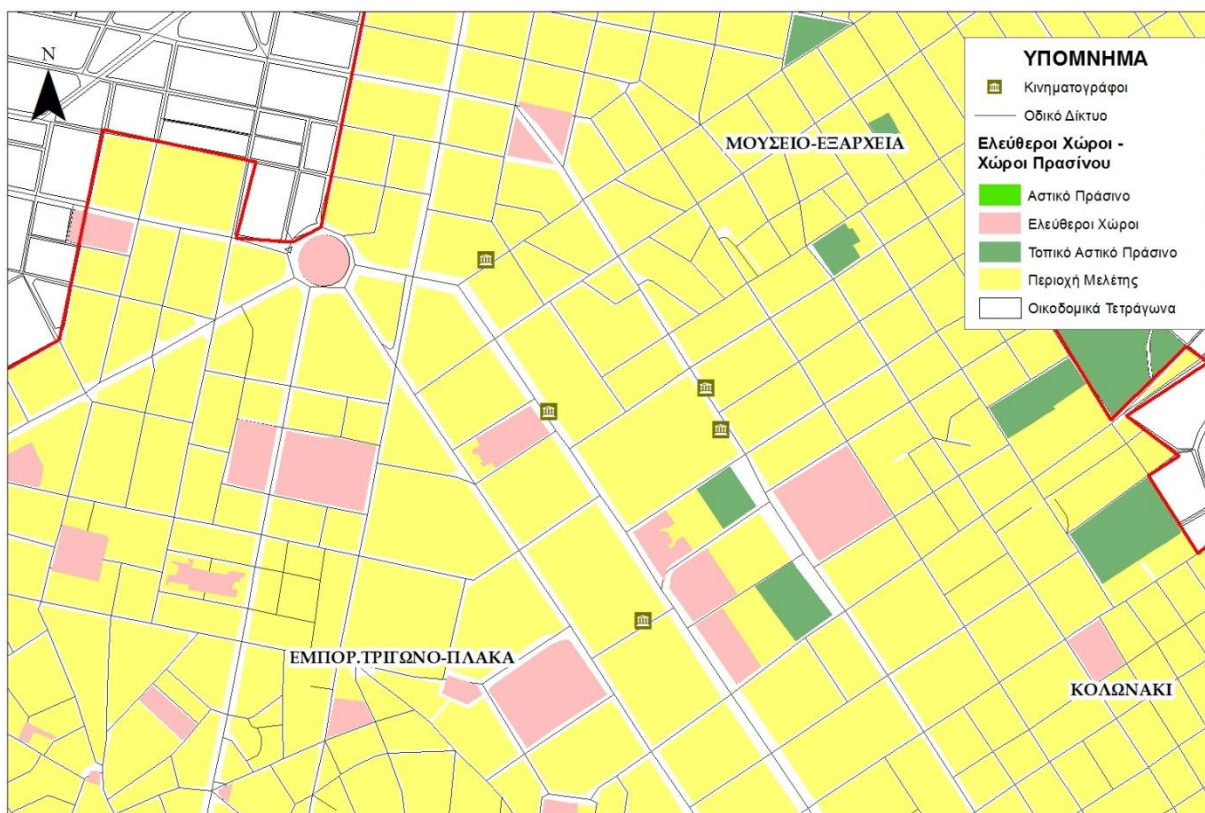 N
ΥΠΟΜΝΗΜΑ
Κινηματογράφοι
Οδικό Δίκτυο
Ελεύθεροι Χώροι -
Χώροι Πρασίνου
Αστικό Πράσινο
Ελεύθεροι Χώροι
Τοπικό Αστικό Πράσινο
Περιοχή Μελέτης
Οικοδομικά Τετράγωνα
ΜΟΥΣΕΙΟ-ΕΞΑΡΧΕΙΑ
ΕΜΠΟΡ.ΤΡΙΓΩΝΟ-ΠΛΑΚΑ
ΚΟΛΩΝΑΚΙ